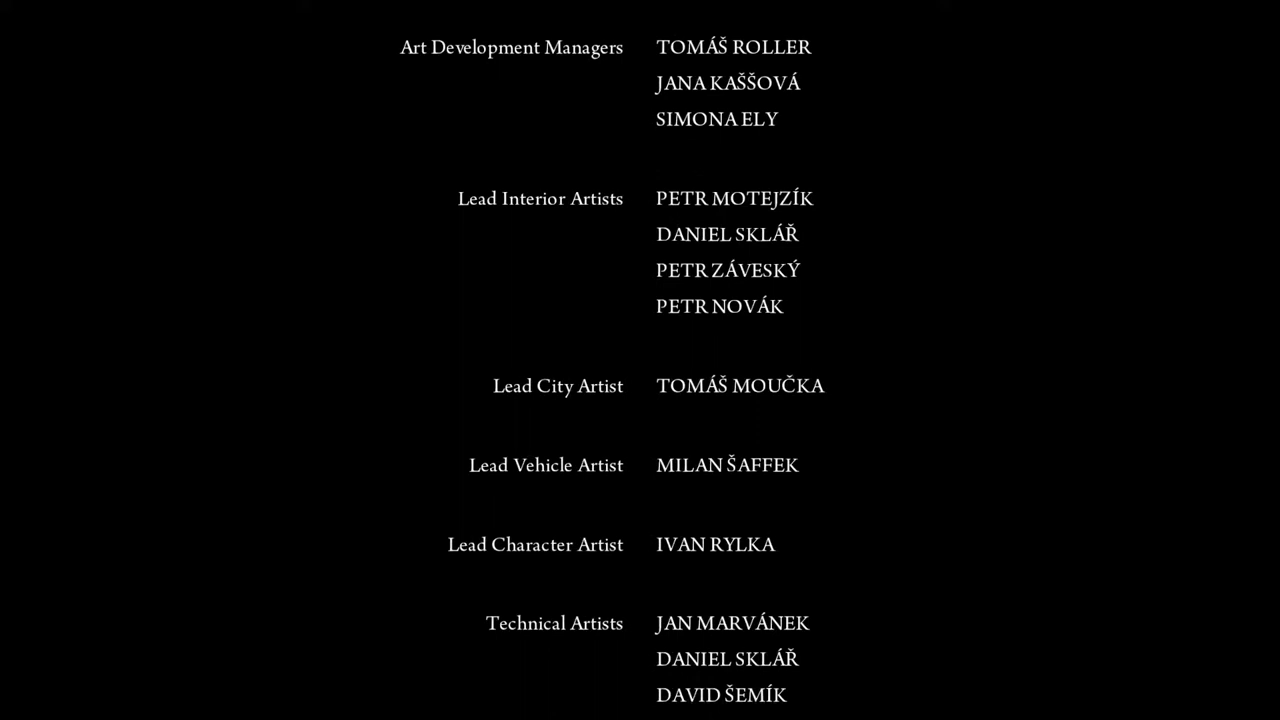 Art Development Managers TOMÁŠ ROLLER
JANA KAŠŠOVÁ
SIMONA ELY
Lead Interior Artists PETR MOTEJZÍK
DANIEL SKLÁŘ
PETR ZÁVESKÝ
PETR NOVÁK
Lead City Artist TOMÁŠ MOUČKA
Lead Vehicle Artist MILAN ŠAFFEK
Lead Character Artist IVAN RYLKA
Technical Artists JAN MARVÁNEK
DANIEL SKLÁŘ
DAVID ŠEMÍK